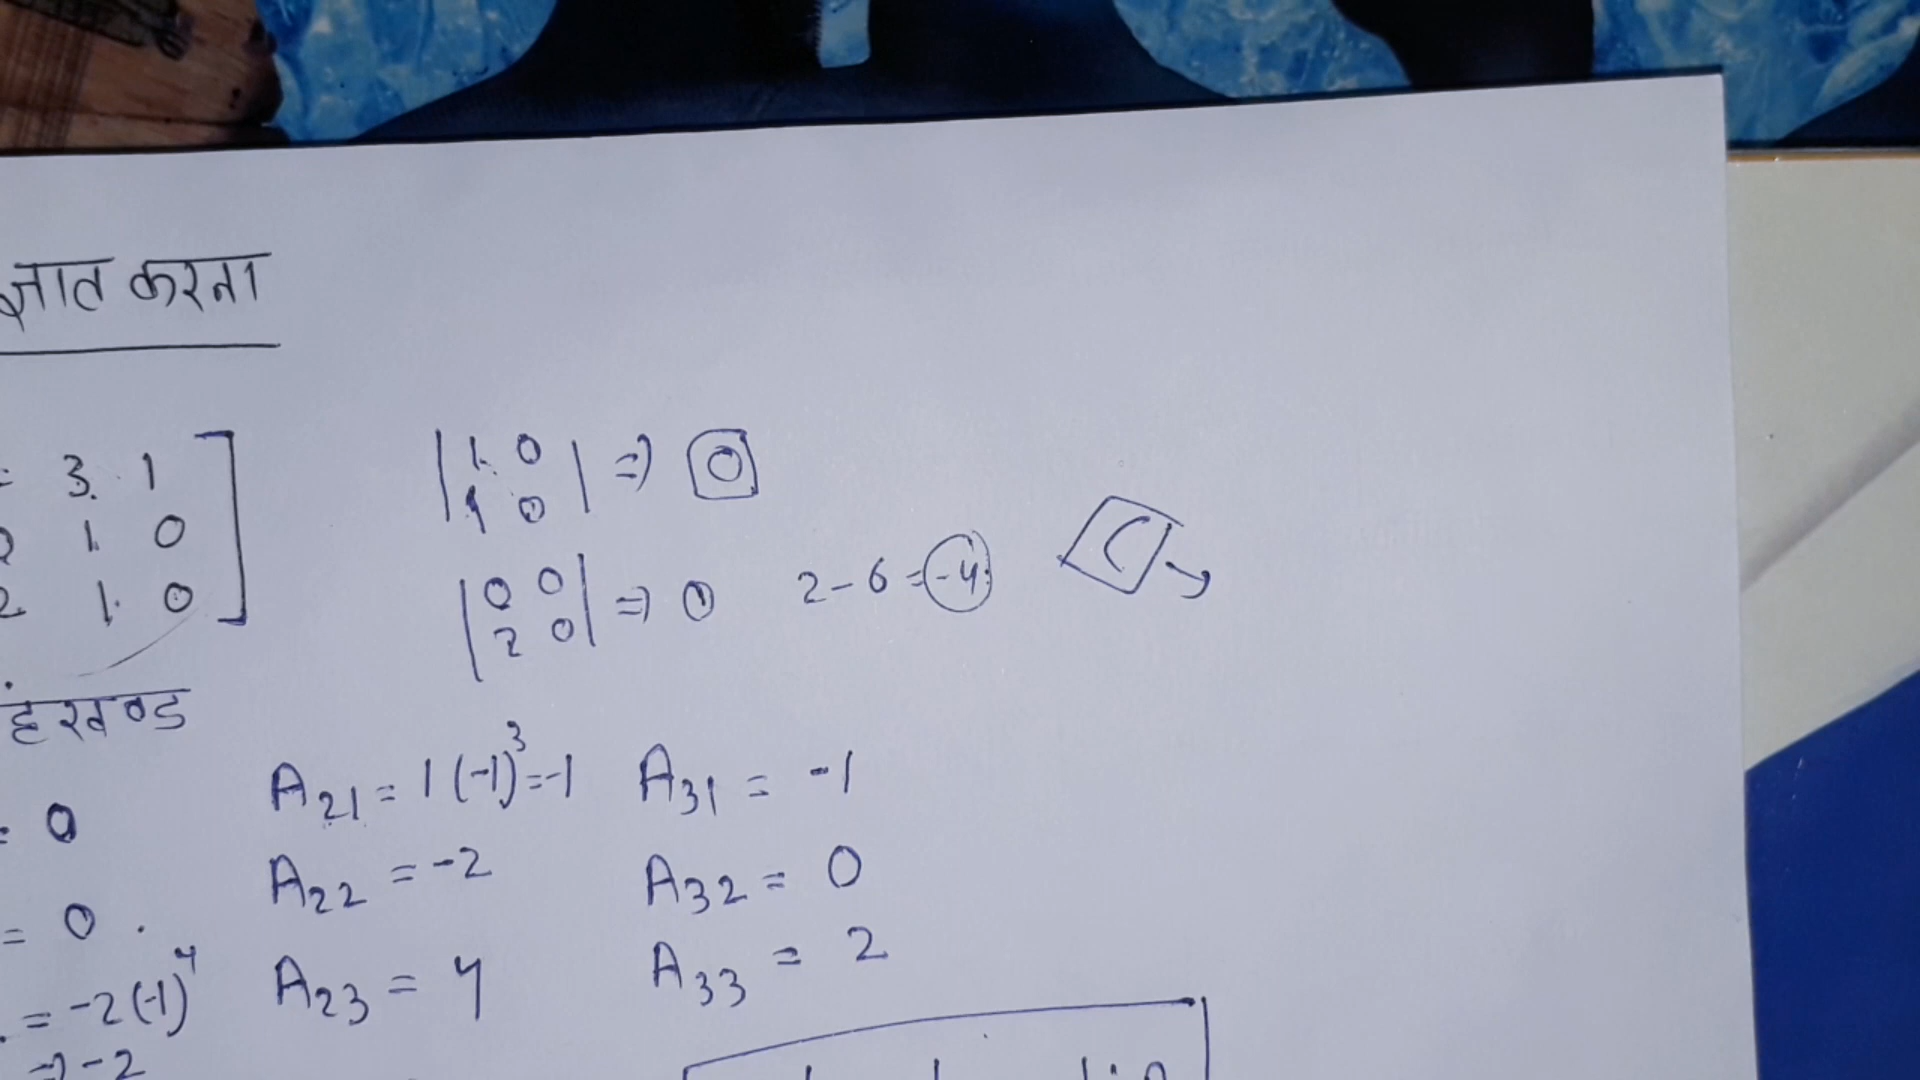 ज्ञात करना
3 1
1 0
1 0
| 1 0 |
| 1 0 | => 0
| 0 0 |
| 2 0 | => 0 2-6=-4
A21 = 1(-1)^3=-1 A31 = -1
= 0
A22 = -2 A32 = 0
= 0
A23 = 4 A33 = 2
= -2(-1)^4
=> -2